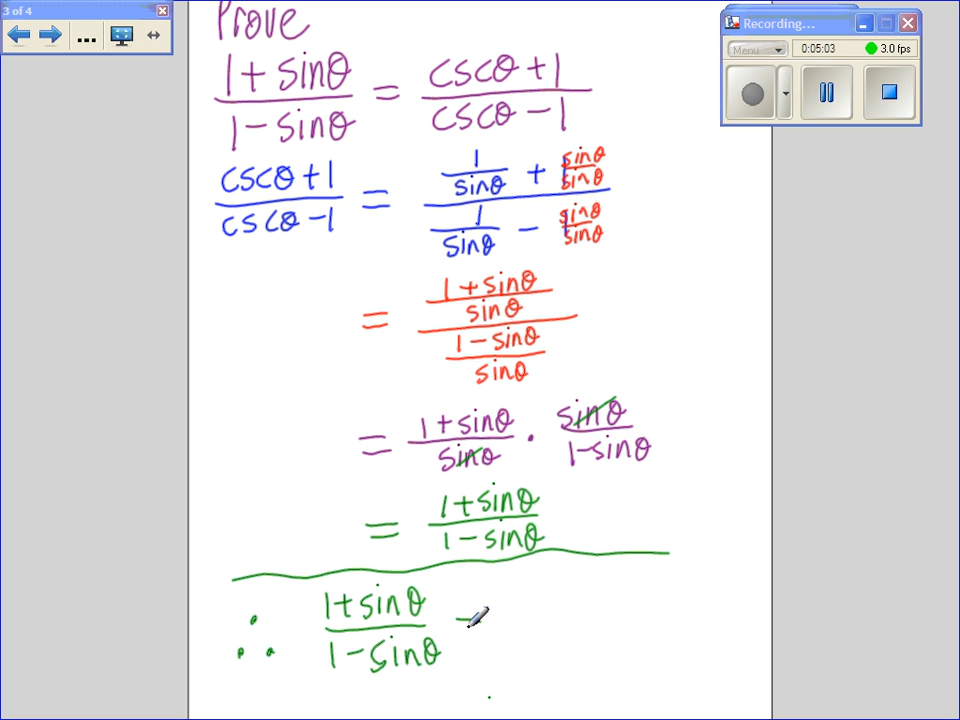 3 of 4
Recording...
Menu
0:05:03
3.0 fps
Prove
1 + sinθ / 1 - sinθ = cscθ + 1 / cscθ - 1
cscθ + 1 / cscθ - 1 = 1/sinθ + sinθ/sinθ / 1/sinθ - sinθ/sinθ
= 1 + sinθ / sinθ / 1 - sinθ / sinθ
= 1 + sinθ / sinθ · sinθ / 1 - sinθ
= 1 + sinθ / 1 - sinθ
∴ 1 + sinθ / 1 - sinθ